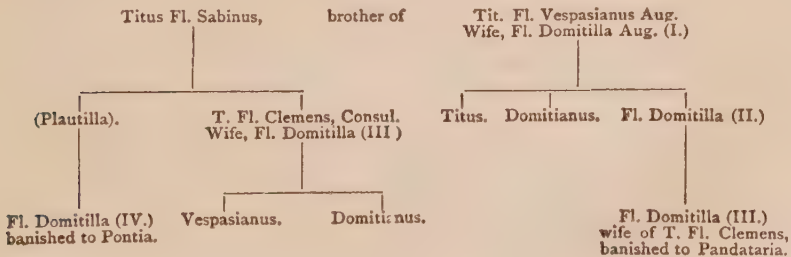 Titus Fl. Sabinus, brother of Tit. Fl. Vespasianus Aug.
Wife, Fl. Domitilla Aug. (I.)
(Plautilla). T. Fl. Clemens, Consul. Titus. Domitianus. Fl. Domitilla (II.)
Wife, Fl. Domitilla (III )
Fl. Domitilla (IV.) Vespasianus. Domitianus. Fl. Domitilla (III.)
banished to Pontia. wife of T. Fl. Clemens,
banished to Pandataria.